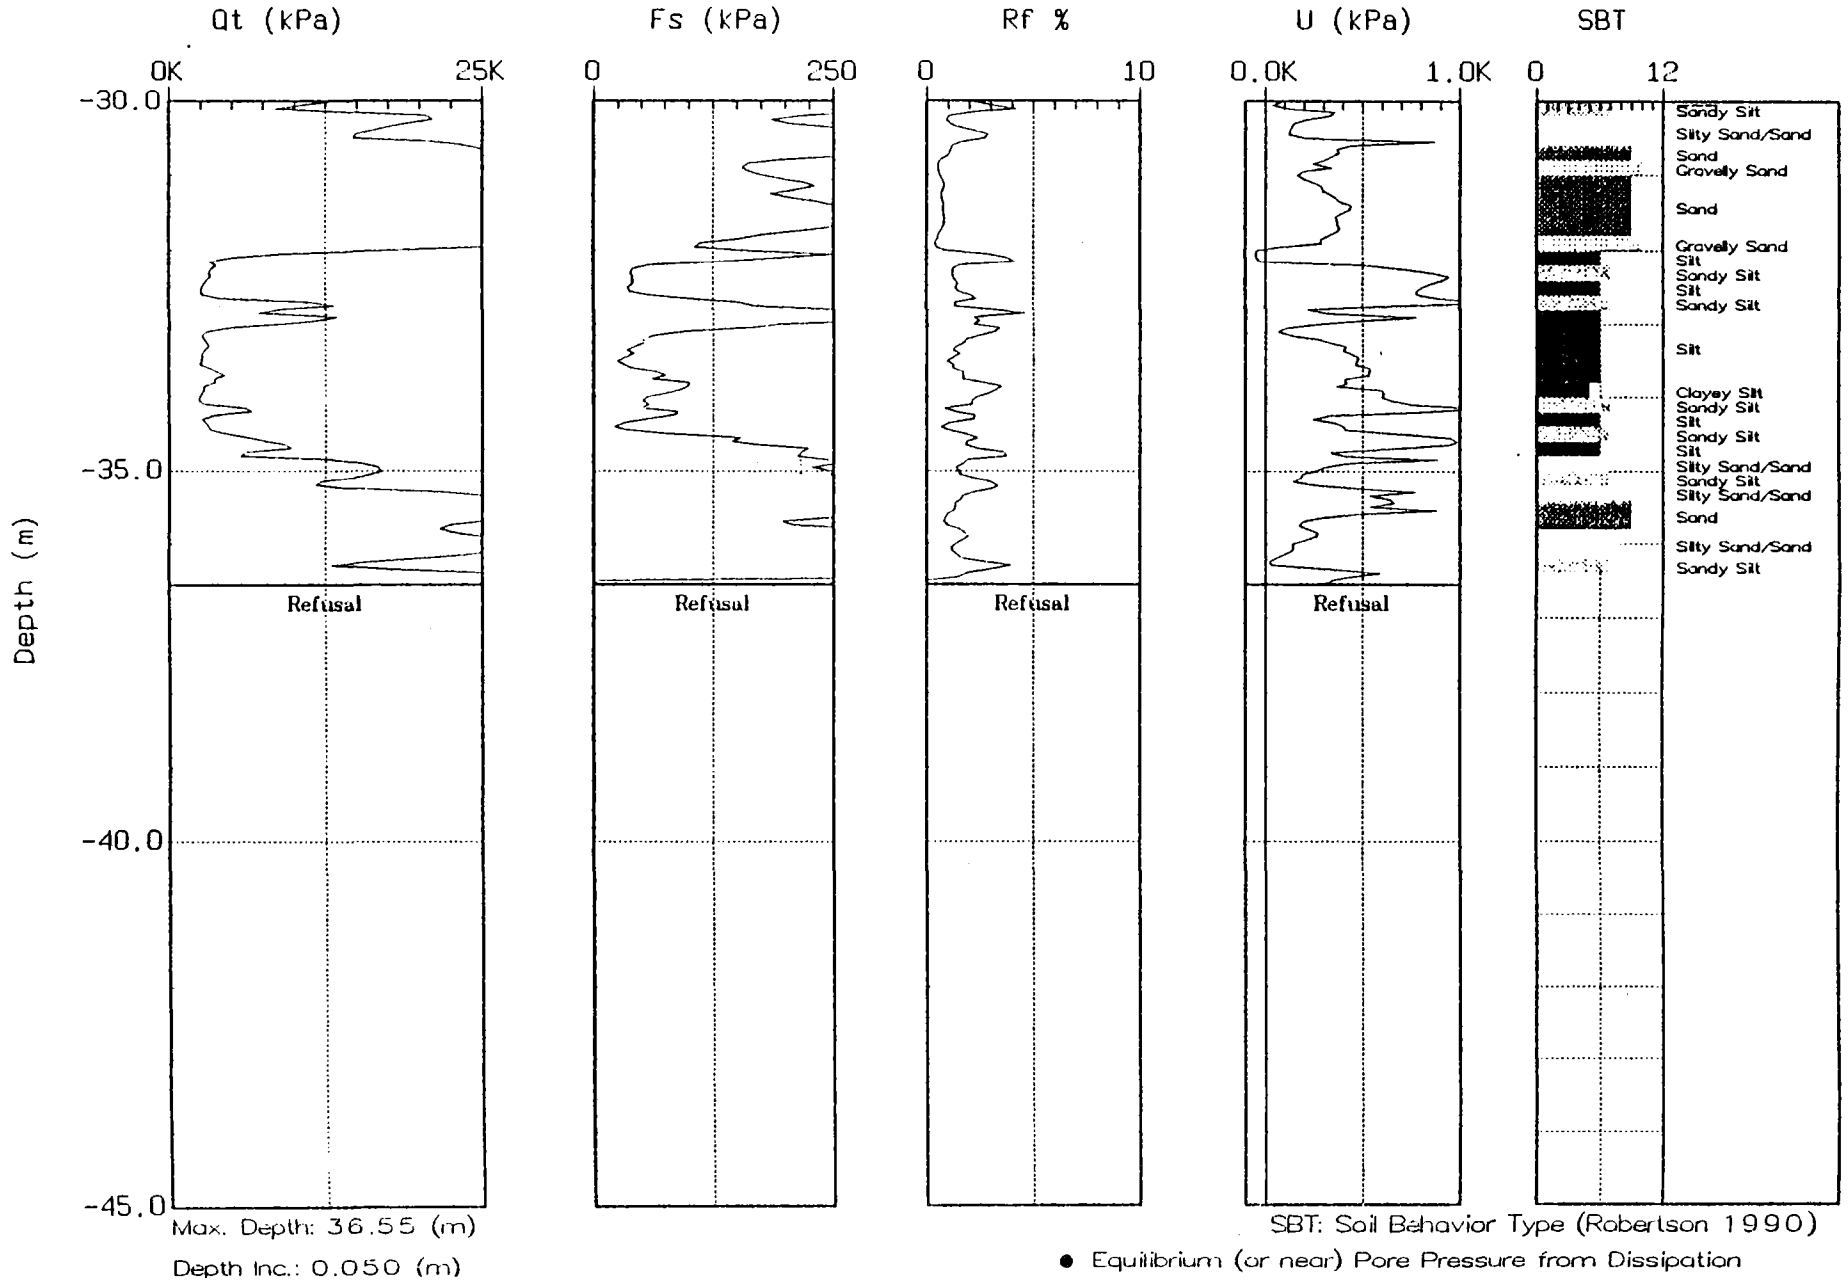 Qt (kPa) Fs (kPa) Rf % U (kPa) SBT
0K 25K 0 250 0 10 0.0K 1.0K 0 12
-30.0
Sandy Silt
Silty Sand/Sand
Sand
Gravelly Sand
Sand
Gravelly Sand
Silt
Sandy Silt
Silt
Sandy Silt
Silt
Clayey Silt
Sandy Silt
Silt
Sandy Silt
Silt
-35.0
Silty Sand/Sand
Sandy Silt
Silty Sand/Sand
Sand
Silty Sand/Sand
Sandy Silt
Refusal Refusal Refusal Refusal
Depth (m)
-40.0
-45.0
Max. Depth: 36.55 (m)
SBT: Soil Behavior Type (Robertson 1990)
Depth Inc.: 0.050 (m)
● Equilibrium (or near) Pore Pressure from Dissipation